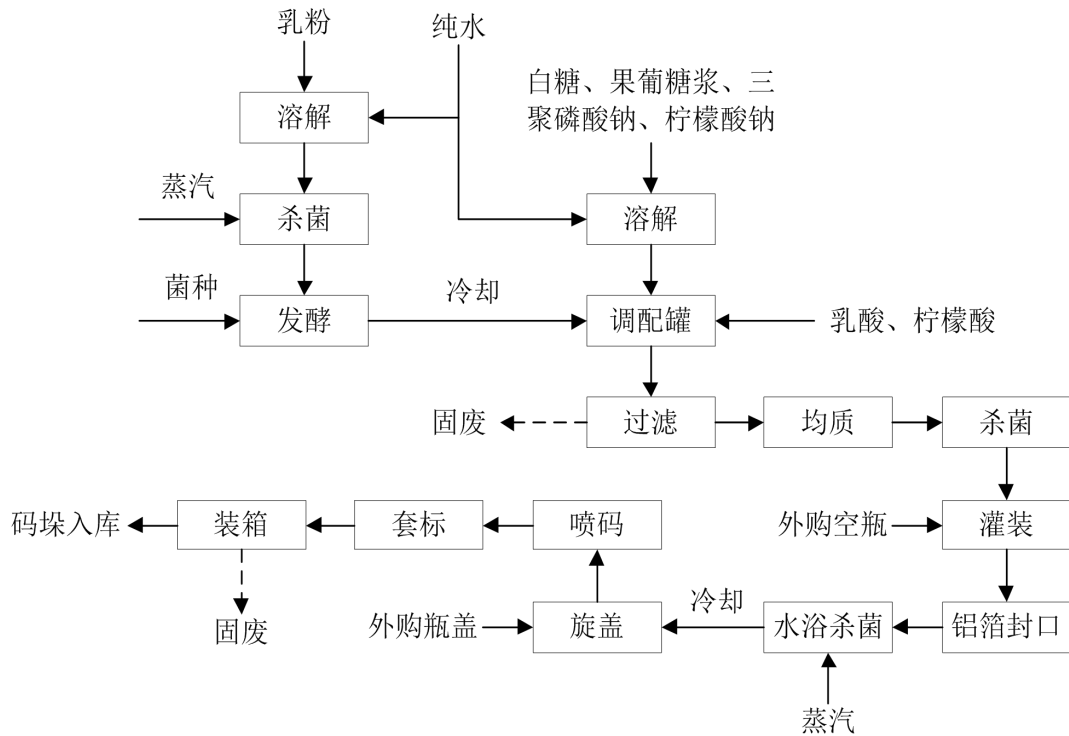 乳粉
纯水
溶解
白糖、果葡糖浆、三
聚磷酸钠、柠檬酸钠
蒸汽
杀菌
溶解
菌种
发酵
冷却
调配罐
乳酸、柠檬酸
固废
过滤
均质
杀菌
码垛入库
装箱
套标
喷码
外购空瓶
灌装
固废
外购瓶盖
旋盖
冷却
水浴杀菌
铝箔封口
蒸汽